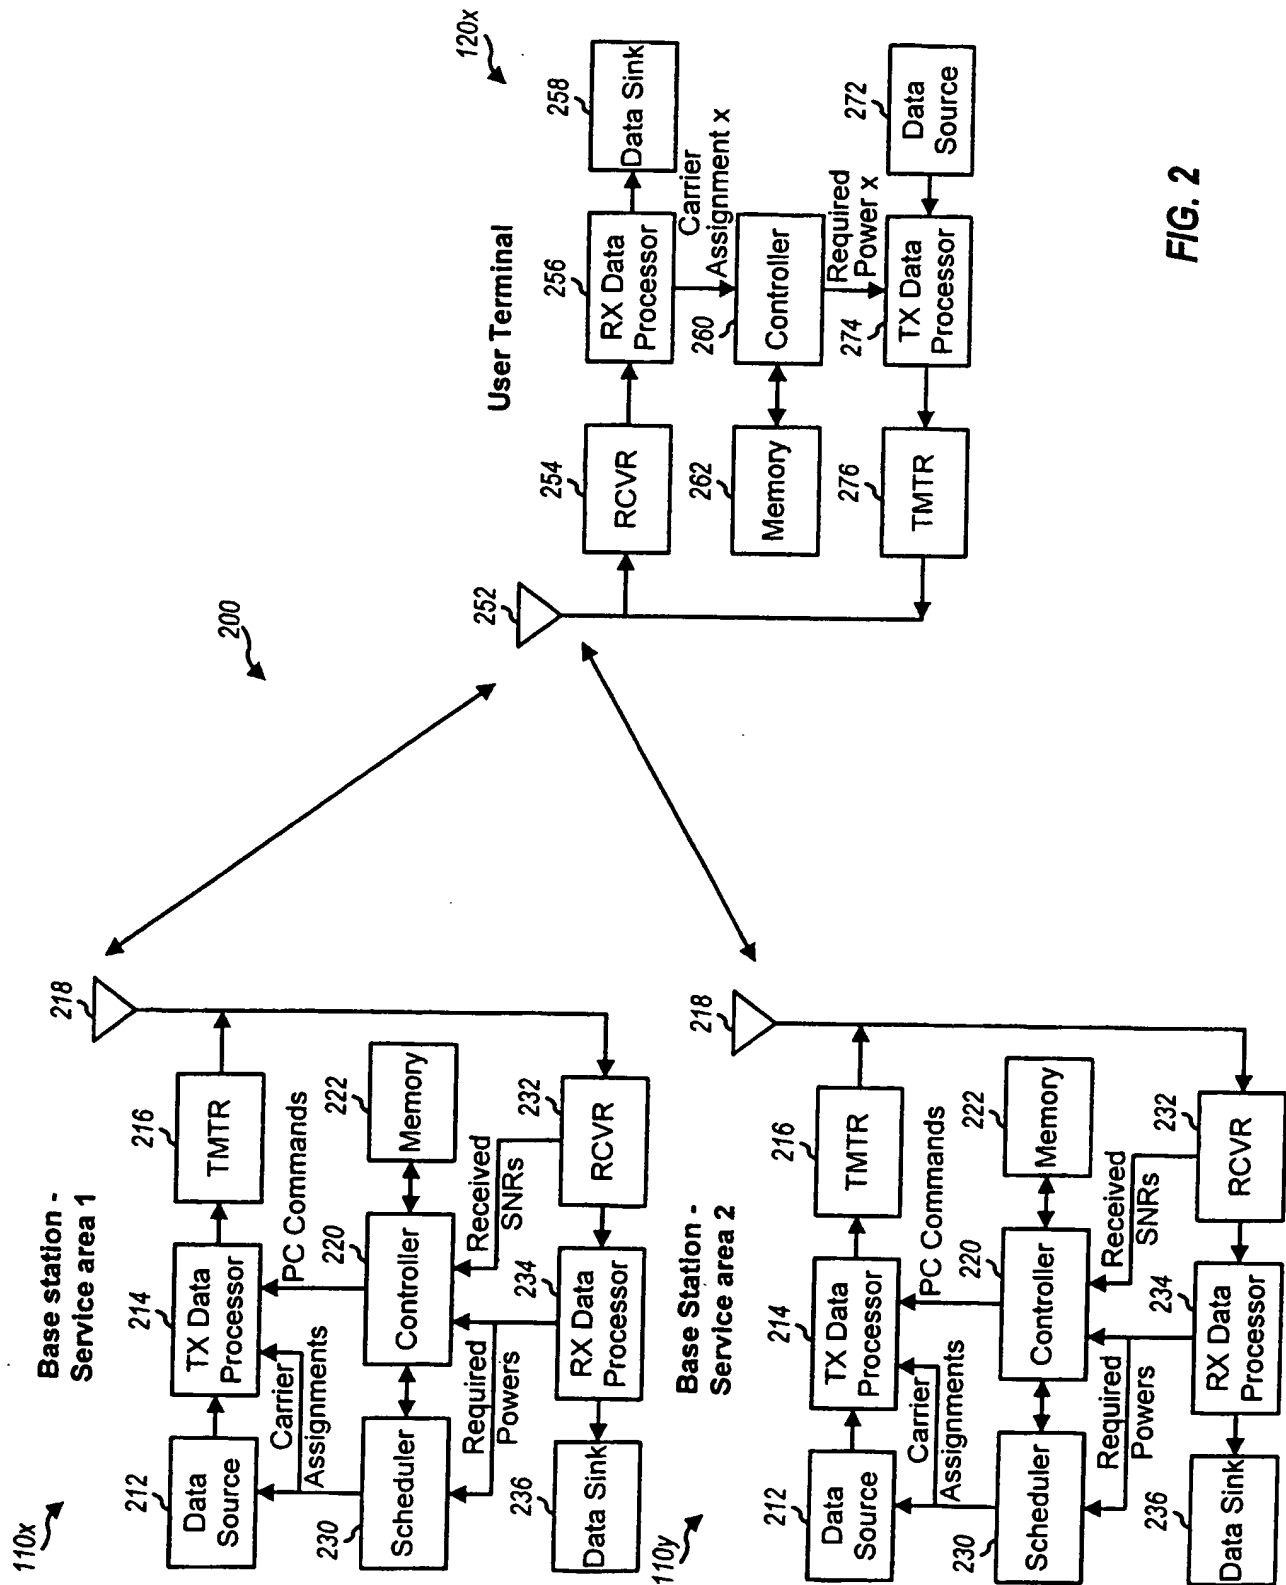 200
110x
Base station -
Service area 1
212
Data
Source
214
TX Data
Processor
216
TMTR
218
Carrier
Assignments
PC Commands
230
Scheduler
220
Controller
222
Memory
Required
Powers
Received
SNRs
236
Data Sink
234
RX Data
Processor
232
RCVR
110y
Base Station -
Service area 2
212
Data
Source
214
TX Data
Processor
216
TMTR
218
Carrier
Assignments
PC Commands
230
Scheduler
220
Controller
222
Memory
Required
Powers
Received
SNRs
236
Data Sink
234
RX Data
Processor
232
RCVR
120x
User Terminal
252
254
RCVR
256
RX Data
Processor
258
Data Sink
Carrier
Assignment x
262
Memory
260
Controller
Required
Power x
276
TMTR
274
TX Data
Processor
272
Data
Source
FIG. 2